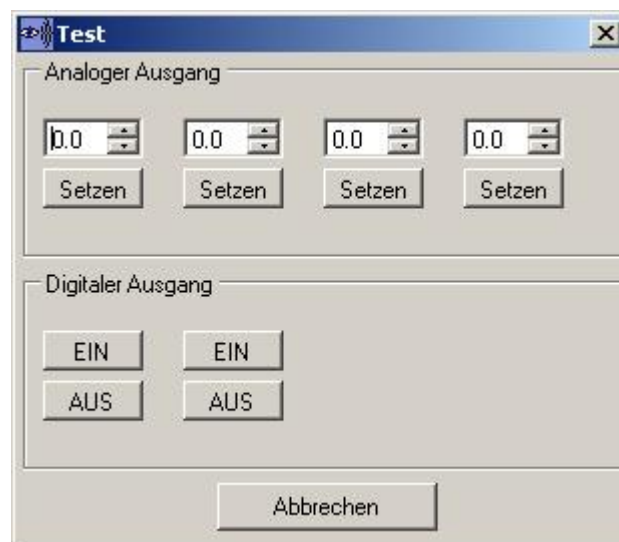 Test
Analoger Ausgang
0.0 0.0 0.0 0.0
Setzen Setzen Setzen Setzen
Digitaler Ausgang
EIN EIN
AUS AUS
Abbrechen